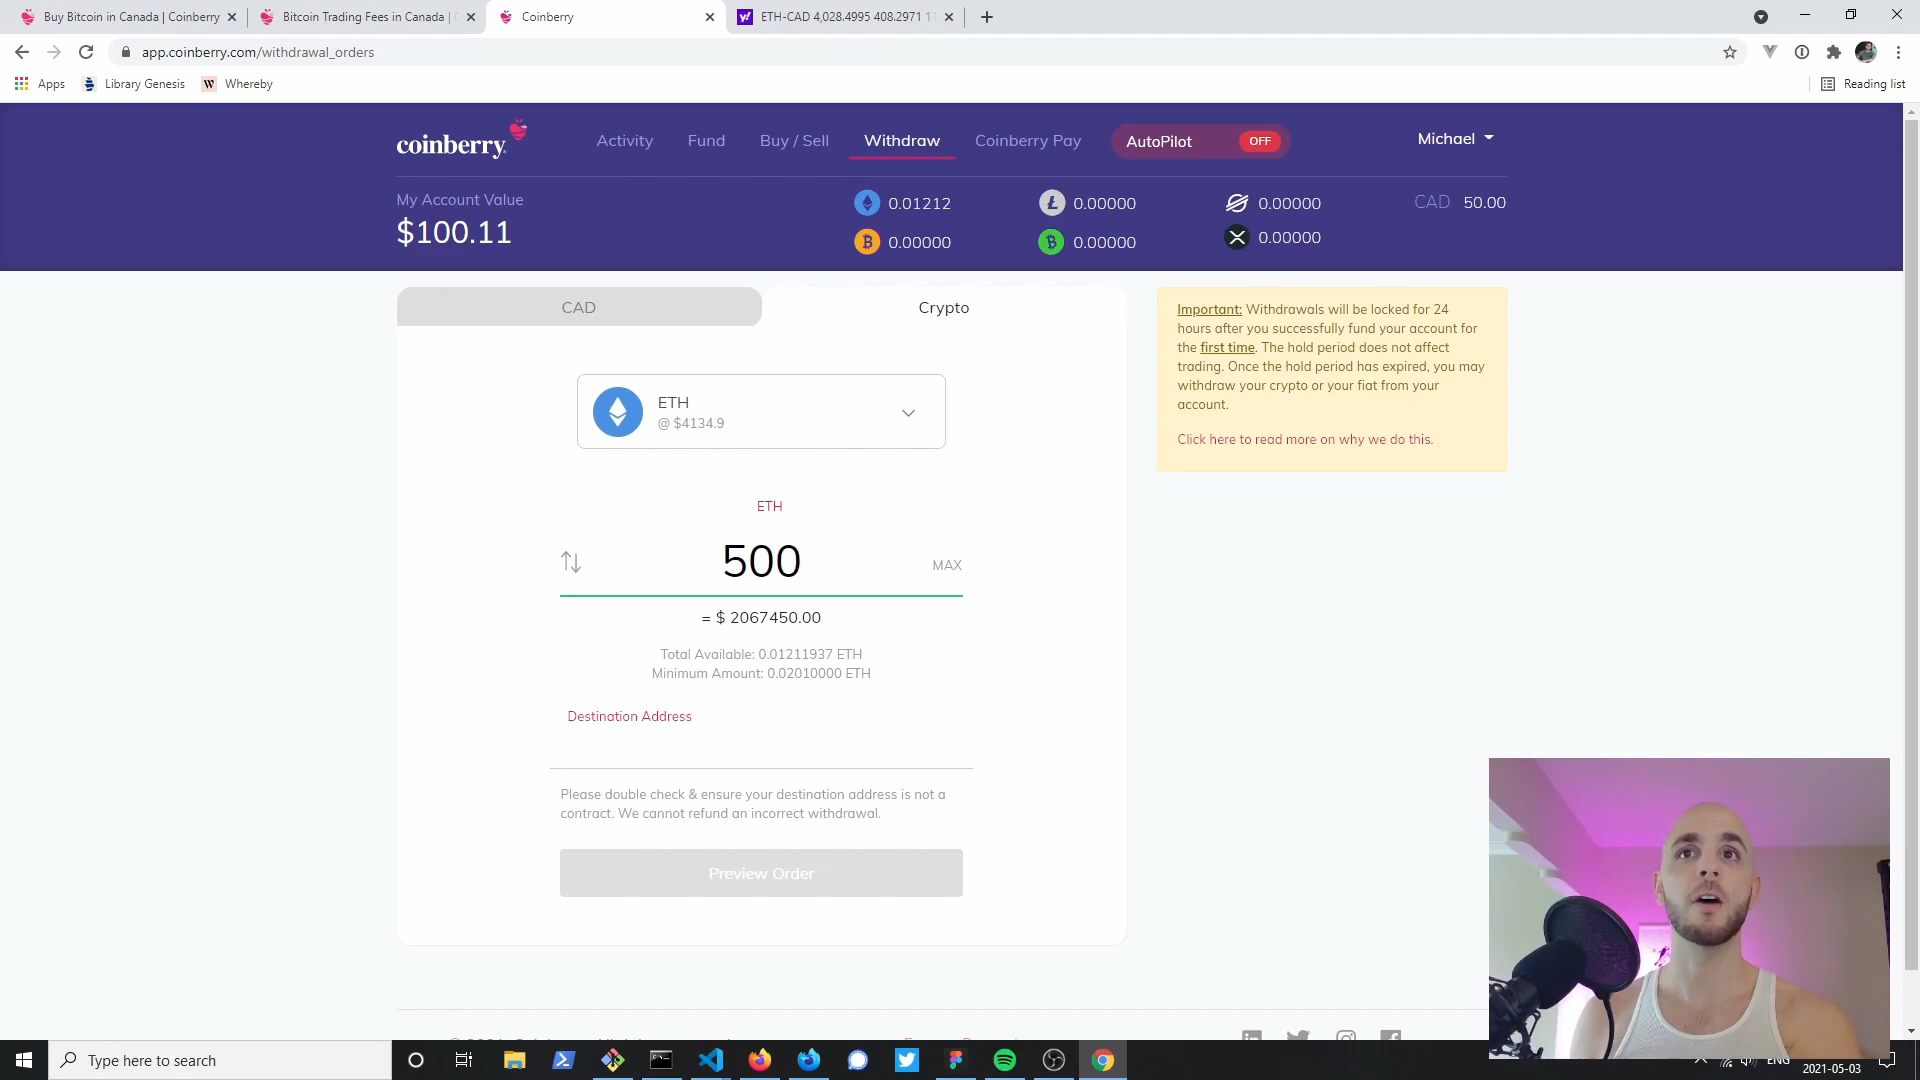 Buy Bitcoin in Canada | Coinberry
Bitcoin Trading Fees in Canada |
Coinberry
ETH-CAD 4,028.4995 408.2971 1
app.coinberry.com/withdrawal_orders
Apps
Library Genesis
Whereby
Reading list
coinberry
Activity
Fund
Buy / Sell
Withdraw
Coinberry Pay
AutoPilot
OFF
Michael
My Account Value
$100.11
0.01212
0.00000
0.00000
CAD 50.00
0.00000
0.00000
0.00000
CAD
Crypto
ETH
@ $4134.9
ETH
500
MAX
= $ 2067450.00
Total Available: 0.01211937 ETH
Minimum Amount: 0.02010000 ETH
Destination Address
Please double check & ensure your destination address is not a
contract. We cannot refund an incorrect withdrawal.
Preview Order
Important: Withdrawals will be locked for 24
hours after you successfully fund your account for
the first time. The hold period does not affect
trading. Once the hold period has expired, you may
withdraw your crypto or your fiat from your
account.
Click here to read more on why we do this.
Type here to search
ENG
2021-05-03